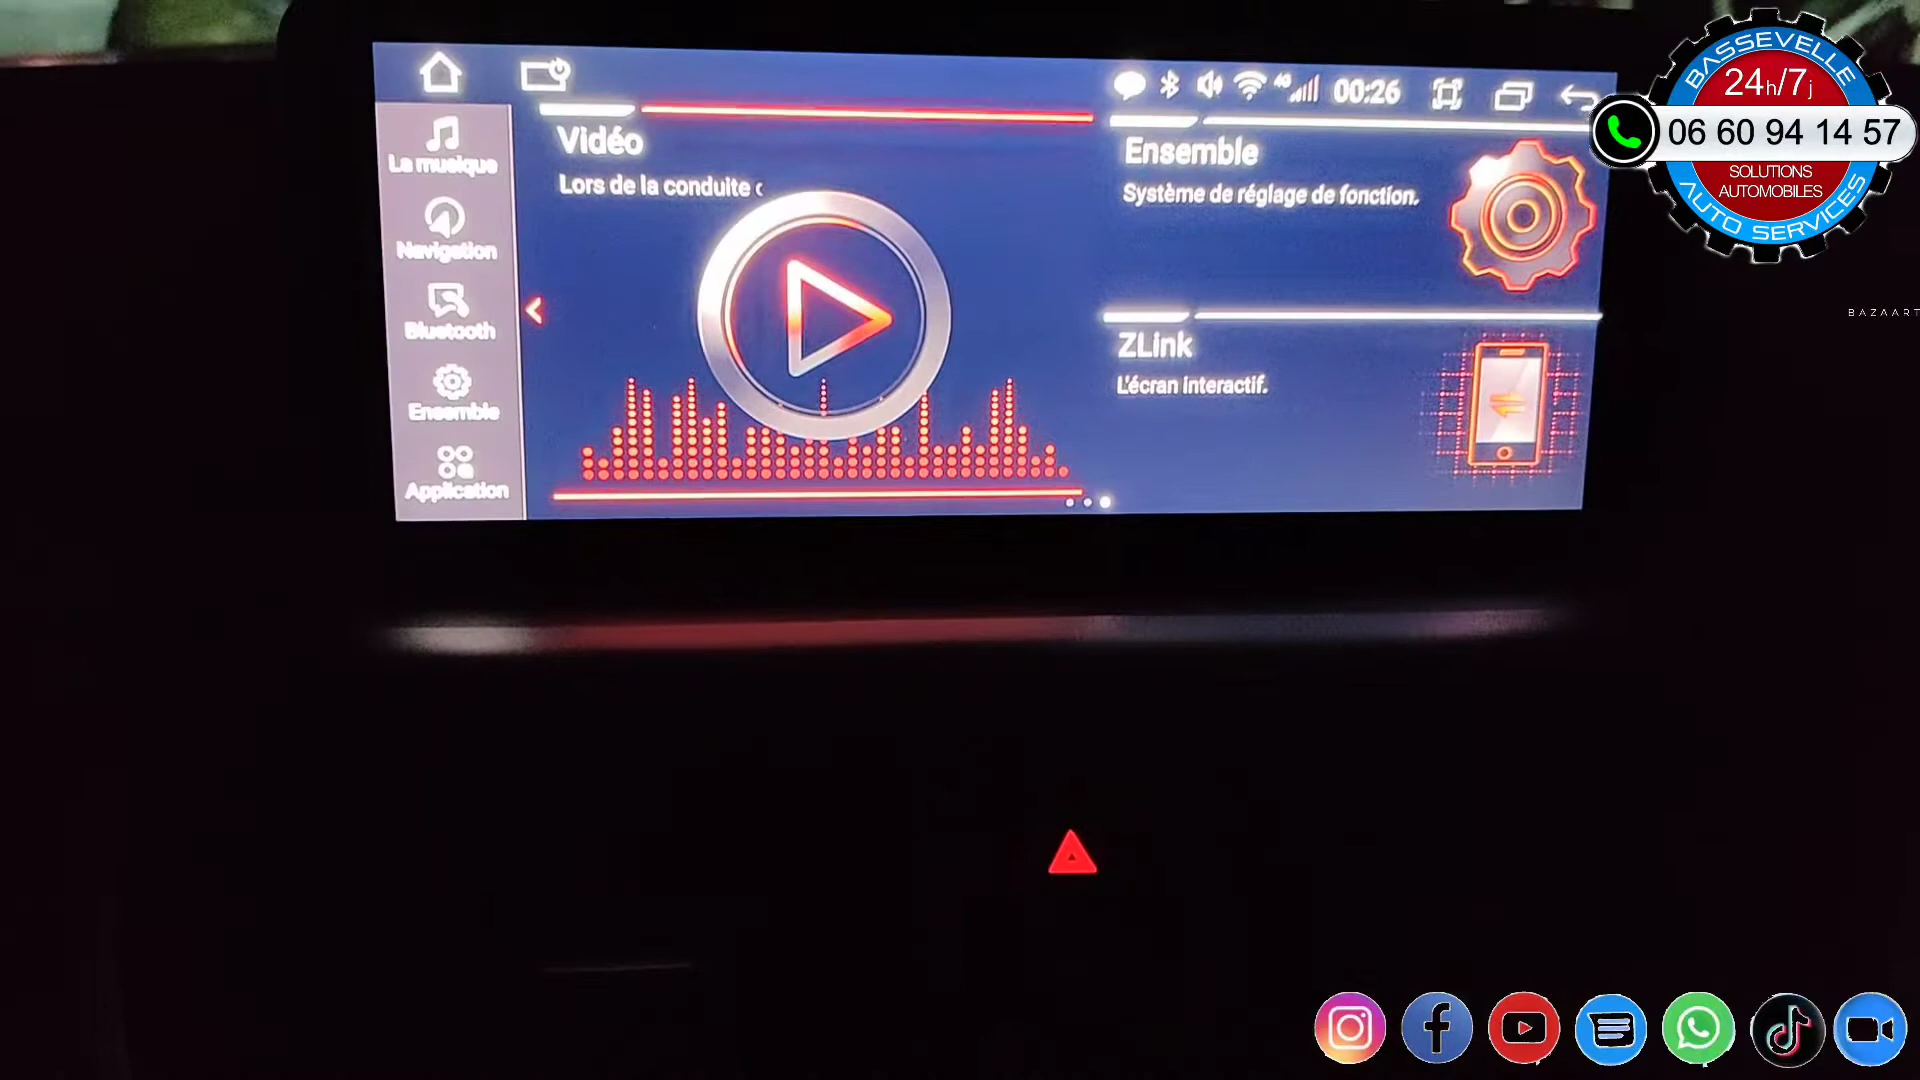 4G 00:26
La musique
Navigation
Bluetooth
Ensemble
Application
Vidéo
Lors de la conduite
Ensemble
Système de réglage de fonction.
ZLink
L'écran interactif.
BASSEVELLE
24h/7j
06 60 94 14 57
SOLUTIONS
AUTOMOBILES
AUTO SERVICES
BAZAART